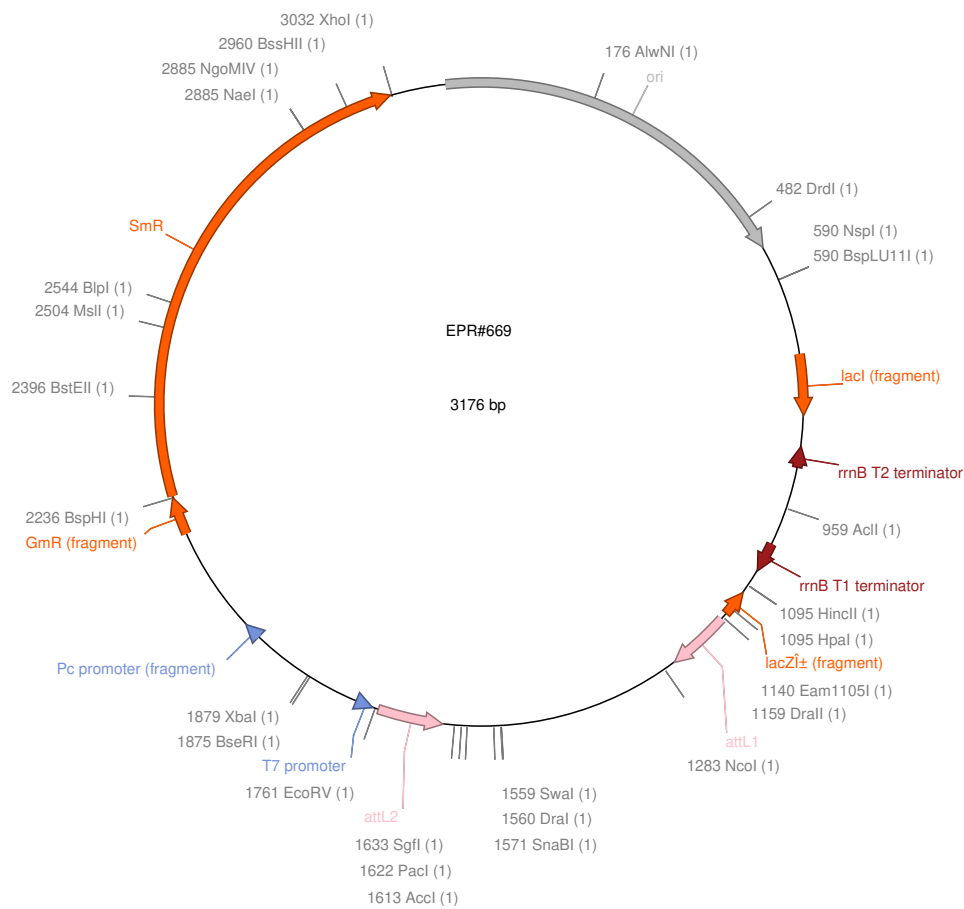 3032 XhoI (1)
2960 BssHII (1)
2885 NgoMIV (1)
2885 NaeI (1)
176 AlwNI (1)
ori
482 DrdI (1)
590 NspI (1)
590 BspLU11I (1)
SmR
2544 BlpI (1)
2504 MslI (1)
2396 BstEII (1)
EPR#669
3176 bp
lacI (fragment)
rrnB T2 terminator
959 AclI (1)
rrnB T1 terminator
1095 HincII (1)
1095 HpaI (1)
lacZÎ± (fragment)
1140 Eam1105I (1)
1159 DraII (1)
attL1
1283 NcoI (1)
2236 BspHI (1)
GmR (fragment)
Pc promoter (fragment)
1879 XbaI (1)
1875 BseRI (1)
T7 promoter
1761 EcoRV (1)
attL2
1633 SgfI (1)
1622 PacI (1)
1613 AccI (1)
1559 SwaI (1)
1560 DraI (1)
1571 SnaBI (1)